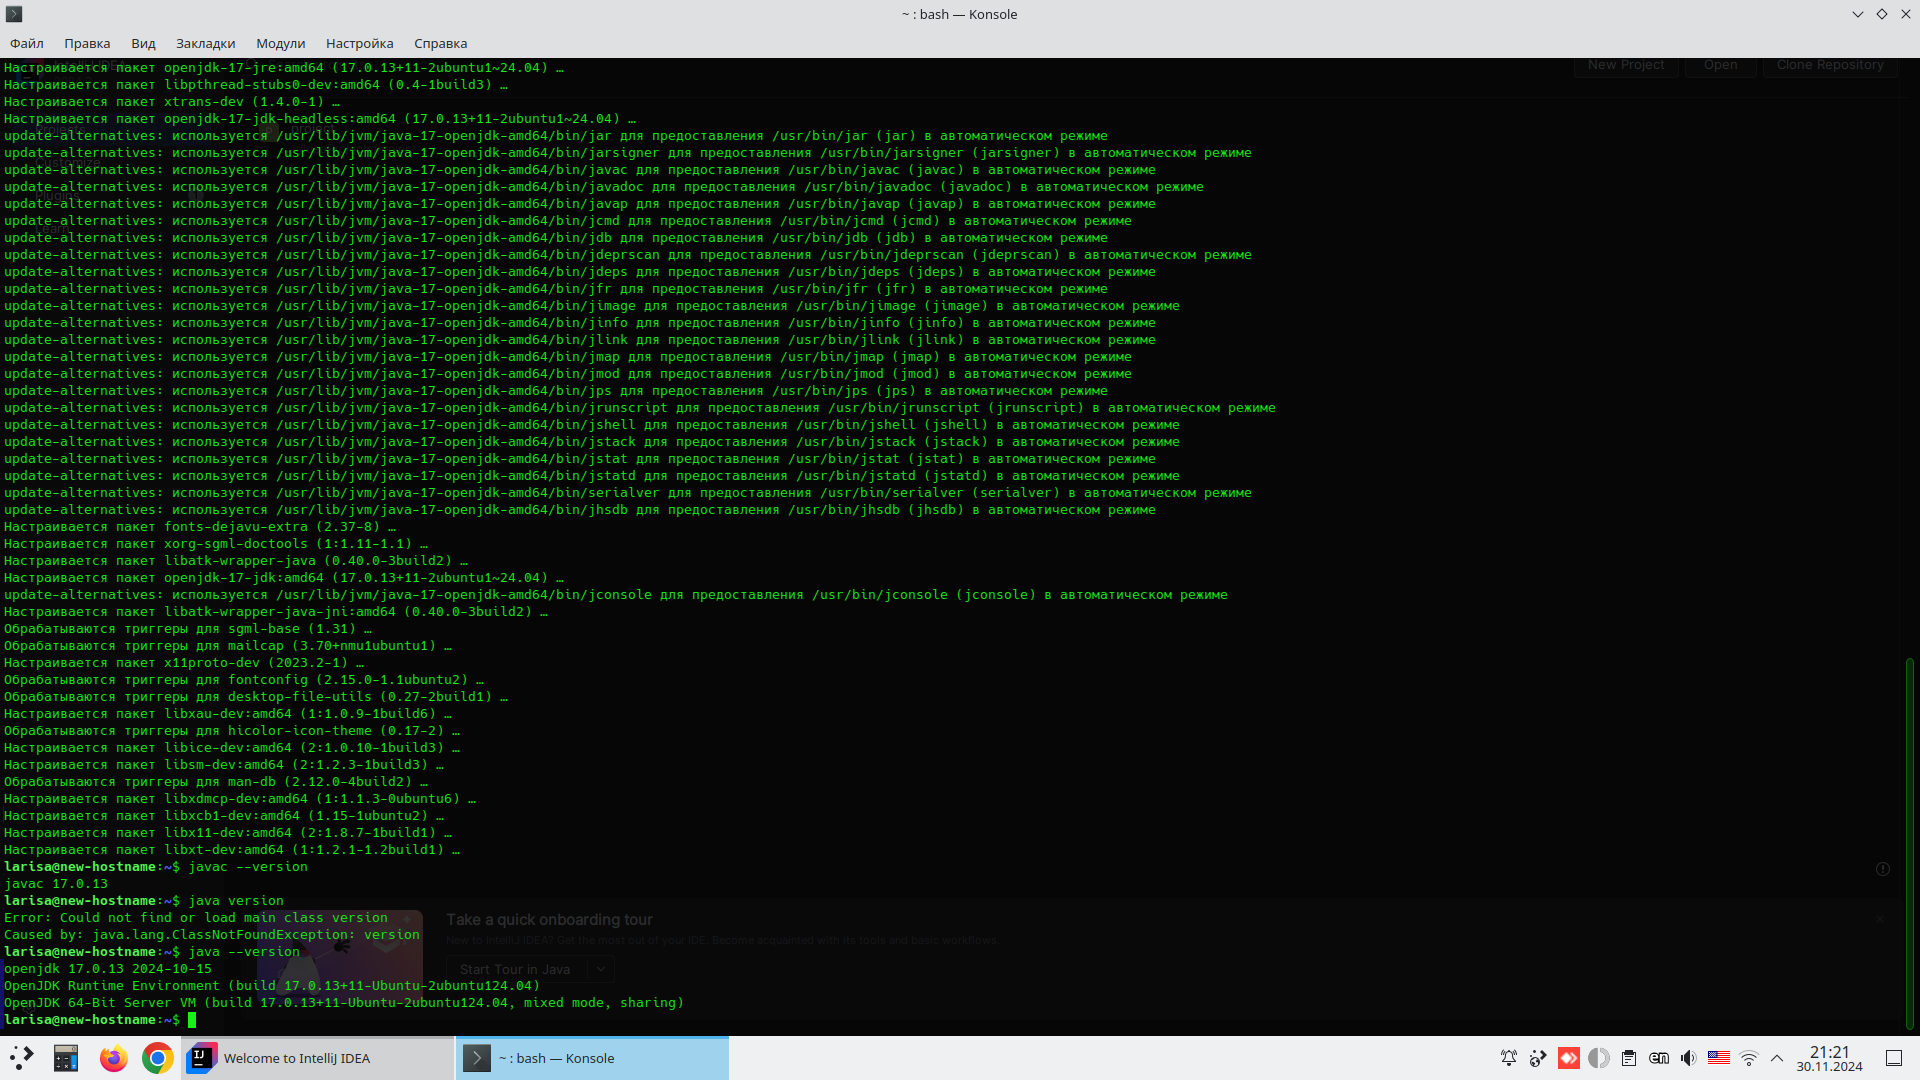 ~ : bash — Konsole
Файл Правка Вид Закладки Модули Настройка Справка
Настраивается пакет openjdk-17-jre:amd64 (17.0.13+11-2ubuntu1~24.04) …
New Project Open Clone Repository
Настраивается пакет libpthread-stubs0-dev:amd64 (0.4-1build3) …
Настраивается пакет xtrans-dev (1.4.0-1) …
Настраивается пакет openjdk-17-jdk-headless:amd64 (17.0.13+11-2ubuntu1~24.04) …
update-alternatives: используется /usr/lib/jvm/java-17-openjdk-amd64/bin/jar для предоставления /usr/bin/jar (jar) в автоматическом режиме
update-alternatives: используется /usr/lib/jvm/java-17-openjdk-amd64/bin/jarsigner для предоставления /usr/bin/jarsigner (jarsigner) в автоматическом режиме
Customize
update-alternatives: используется /usr/lib/jvm/java-17-openjdk-amd64/bin/javac для предоставления /usr/bin/javac (javac) в автоматическом режиме
update-alternatives: используется /usr/lib/jvm/java-17-openjdk-amd64/bin/javadoc для предоставления /usr/bin/javadoc (javadoc) в автоматическом режиме
Plugins
update-alternatives: используется /usr/lib/jvm/java-17-openjdk-amd64/bin/javap для предоставления /usr/bin/javap (javap) в автоматическом режиме
update-alternatives: используется /usr/lib/jvm/java-17-openjdk-amd64/bin/jcmd для предоставления /usr/bin/jcmd (jcmd) в автоматическом режиме
Learn
update-alternatives: используется /usr/lib/jvm/java-17-openjdk-amd64/bin/jdb для предоставления /usr/bin/jdb (jdb) в автоматическом режиме
update-alternatives: используется /usr/lib/jvm/java-17-openjdk-amd64/bin/jdeprscan для предоставления /usr/bin/jdeprscan (jdeprscan) в автоматическом режиме
update-alternatives: используется /usr/lib/jvm/java-17-openjdk-amd64/bin/jdeps для предоставления /usr/bin/jdeps (jdeps) в автоматическом режиме
update-alternatives: используется /usr/lib/jvm/java-17-openjdk-amd64/bin/jfr для предоставления /usr/bin/jfr (jfr) в автоматическом режиме
update-alternatives: используется /usr/lib/jvm/java-17-openjdk-amd64/bin/jimage для предоставления /usr/bin/jimage (jimage) в автоматическом режиме
update-alternatives: используется /usr/lib/jvm/java-17-openjdk-amd64/bin/jinfo для предоставления /usr/bin/jinfo (jinfo) в автоматическом режиме
update-alternatives: используется /usr/lib/jvm/java-17-openjdk-amd64/bin/jlink для предоставления /usr/bin/jlink (jlink) в автоматическом режиме
update-alternatives: используется /usr/lib/jvm/java-17-openjdk-amd64/bin/jmap для предоставления /usr/bin/jmap (jmap) в автоматическом режиме
update-alternatives: используется /usr/lib/jvm/java-17-openjdk-amd64/bin/jmod для предоставления /usr/bin/jmod (jmod) в автоматическом режиме
update-alternatives: используется /usr/lib/jvm/java-17-openjdk-amd64/bin/jps для предоставления /usr/bin/jps (jps) в автоматическом режиме
update-alternatives: используется /usr/lib/jvm/java-17-openjdk-amd64/bin/jrunscript для предоставления /usr/bin/jrunscript (jrunscript) в автоматическом режиме
update-alternatives: используется /usr/lib/jvm/java-17-openjdk-amd64/bin/jshell для предоставления /usr/bin/jshell (jshell) в автоматическом режиме
update-alternatives: используется /usr/lib/jvm/java-17-openjdk-amd64/bin/jstack для предоставления /usr/bin/jstack (jstack) в автоматическом режиме
update-alternatives: используется /usr/lib/jvm/java-17-openjdk-amd64/bin/jstat для предоставления /usr/bin/jstat (jstat) в автоматическом режиме
update-alternatives: используется /usr/lib/jvm/java-17-openjdk-amd64/bin/jstatd для предоставления /usr/bin/jstatd (jstatd) в автоматическом режиме
update-alternatives: используется /usr/lib/jvm/java-17-openjdk-amd64/bin/serialver для предоставления /usr/bin/serialver (serialver) в автоматическом режиме
update-alternatives: используется /usr/lib/jvm/java-17-openjdk-amd64/bin/jhsdb для предоставления /usr/bin/jhsdb (jhsdb) в автоматическом режиме
Настраивается пакет fonts-dejavu-extra (2.37-8) …
Настраивается пакет xorg-sgml-doctools (1:1.11-1.1) …
Настраивается пакет libatk-wrapper-java (0.40.0-3build2) …
Настраивается пакет openjdk-17-jdk:amd64 (17.0.13+11-2ubuntu1~24.04) …
update-alternatives: используется /usr/lib/jvm/java-17-openjdk-amd64/bin/jconsole для предоставления /usr/bin/jconsole (jconsole) в автоматическом режиме
Настраивается пакет libatk-wrapper-java-jni:amd64 (0.40.0-3build2) …
Обрабатываются триггеры для sgml-base (1.31) …
Обрабатываются триггеры для mailcap (3.70+nmu1ubuntu1) …
Настраивается пакет x11proto-dev (2023.2-1) …
Обрабатываются триггеры для fontconfig (2.15.0-1.1ubuntu2) …
Обрабатываются триггеры для desktop-file-utils (0.27-2build1) …
Настраивается пакет libxau-dev:amd64 (1:1.0.9-1build6) …
Обрабатываются триггеры для hicolor-icon-theme (0.17-2) …
Настраивается пакет libice-dev:amd64 (2:1.0.10-1build3) …
Настраивается пакет libsm-dev:amd64 (2:1.2.3-1build3) …
Обрабатываются триггеры для man-db (2.12.0-4build2) …
Настраивается пакет libxdmcp-dev:amd64 (1:1.1.3-0ubuntu6) …
Настраивается пакет libxcb1-dev:amd64 (1.15-1ubuntu2) …
Настраивается пакет libx11-dev:amd64 (2:1.8.7-1build1) …
Настраивается пакет libxt-dev:amd64 (1:1.2.1-1.2build1) …
larisa@new-hostname:~$ javac --version
javac 17.0.13
larisa@new-hostname:~$ java version
Error: Could not find or load main class version
Take a quick onboarding tour
Caused by: java.lang.ClassNotFoundException: version
New to IntelliJ IDEA? Get the most out of your IDE. Become acquainted with its tools and basic workflows.
larisa@new-hostname:~$ java --version
openjdk 17.0.13 2024-10-15
Start Tour in Java
OpenJDK Runtime Environment (build 17.0.13+11-Ubuntu-2ubuntu124.04)
OpenJDK 64-Bit Server VM (build 17.0.13+11-Ubuntu-2ubuntu124.04, mixed mode, sharing)
larisa@new-hostname:~$
IJ Welcome to IntelliJ IDEA
~ : bash — Konsole
en
21:21
30.11.2024